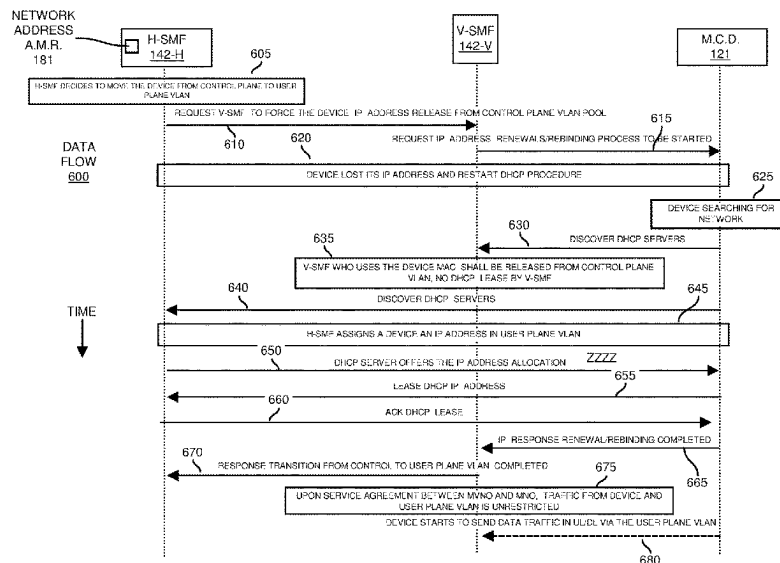 NETWORK
ADDRESS
A.M.R.
181
H-SMF
142-H
V-SMF
142-V
M.C.D.
121
605
H-SMF DECIDES TO MOVE THE DEVICE FROM CONTROL PLANE TO USER
PLANE VLAN
REQUEST V-SMF TO FORCE THE DEVICE IP ADDRESS RELEASE FROM CONTROL PLANE VLAN POOL
610
REQUEST IP ADDRESS RENEWALS/REBINDING PROCESS TO BE STARTED
615
DATA
FLOW
600
620
DEVICE LOST ITS IP ADDRESS AND RESTART DHCP PROCEDURE
625
DEVICE SEARCHING FOR
NETWORK
630
DISCOVER DHCP SERVERS
635
V-SMF WHO USES THE DEVICE MAC SHALL BE RELEASED FROM CONTROL PLANE
VLAN, NO DHCP LEASE BY V-SMF
640
DISCOVER DHCP SERVERS
TIME
645
H-SMF ASSIGNS A DEVICE AN IP ADDRESS IN USER PLANE VLAN
650
DHCP SERVER OFFERS THE IP ADDRESS ALLOCATION ZZZZ
LEASE DHCP IP ADDRESS
655
660
ACK DHCP LEASE
IP RESPONSE RENEWAL/REBINDING COMPLETED
665
670
RESPONSE TRANSITION FROM CONTROL TO USER PLANE VLAN COMPLETED
675
UPON SERVICE AGREEMENT BETWEEN MVNO AND MNO, TRAFFIC FROM DEVICE AND
USER PLANE VLAN IS UNRESTRICTED
DEVICE STARTS TO SEND DATA TRAFFIC IN UL/DL VIA THE USER PLANE VLAN
680